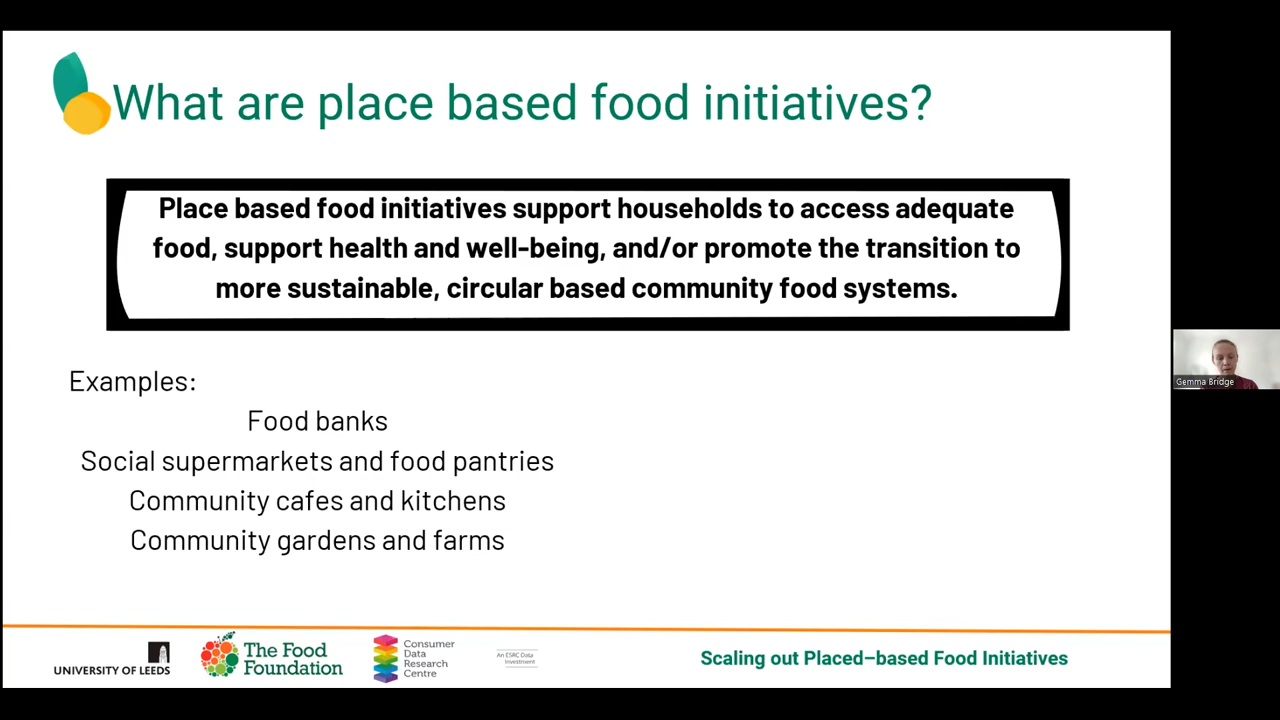 What are place based food initiatives?
Place based food initiatives support households to access adequate
food, support health and well-being, and/or promote the transition to
more sustainable, circular based community food systems.
Examples:
Food banks
Social supermarkets and food pantries
Community cafes and kitchens
Community gardens and farms
Gemma Bridge
UNIVERSITY OF LEEDS
The Food
Foundation
Consumer
Data
Research
Centre
An ESRC Data
Investment
Scaling out Placed–based Food Initiatives